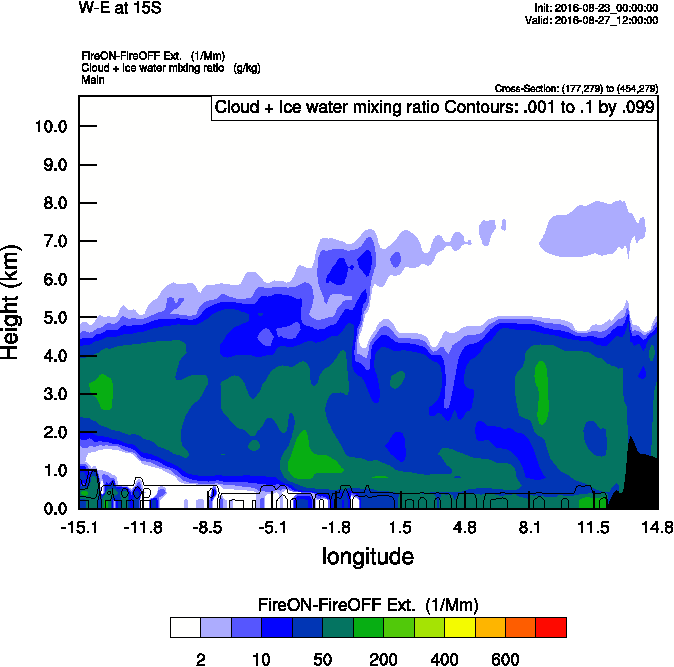 W-E at 15S
Init: 2016-08-23_00:00:00
Valid: 2016-08-27_12:00:00
FireON-FireOFF Ext. (1/Mm)
Cloud + Ice water mixing ratio (g/kg)
Main
Cross-Section: (177,279) to (454,279)
Cloud + Ice water mixing ratio Contours: .001 to .1 by .099
10.0
9.0
8.0
7.0
6.0
5.0
4.0
3.0
2.0
1.0
0.0
Height (km)
-15.1 -11.8 -8.5 -5.1 -1.8 1.5 4.8 8.1 11.5 14.8
longitude
FireON-FireOFF Ext. (1/Mm)
2 10 50 200 400 600